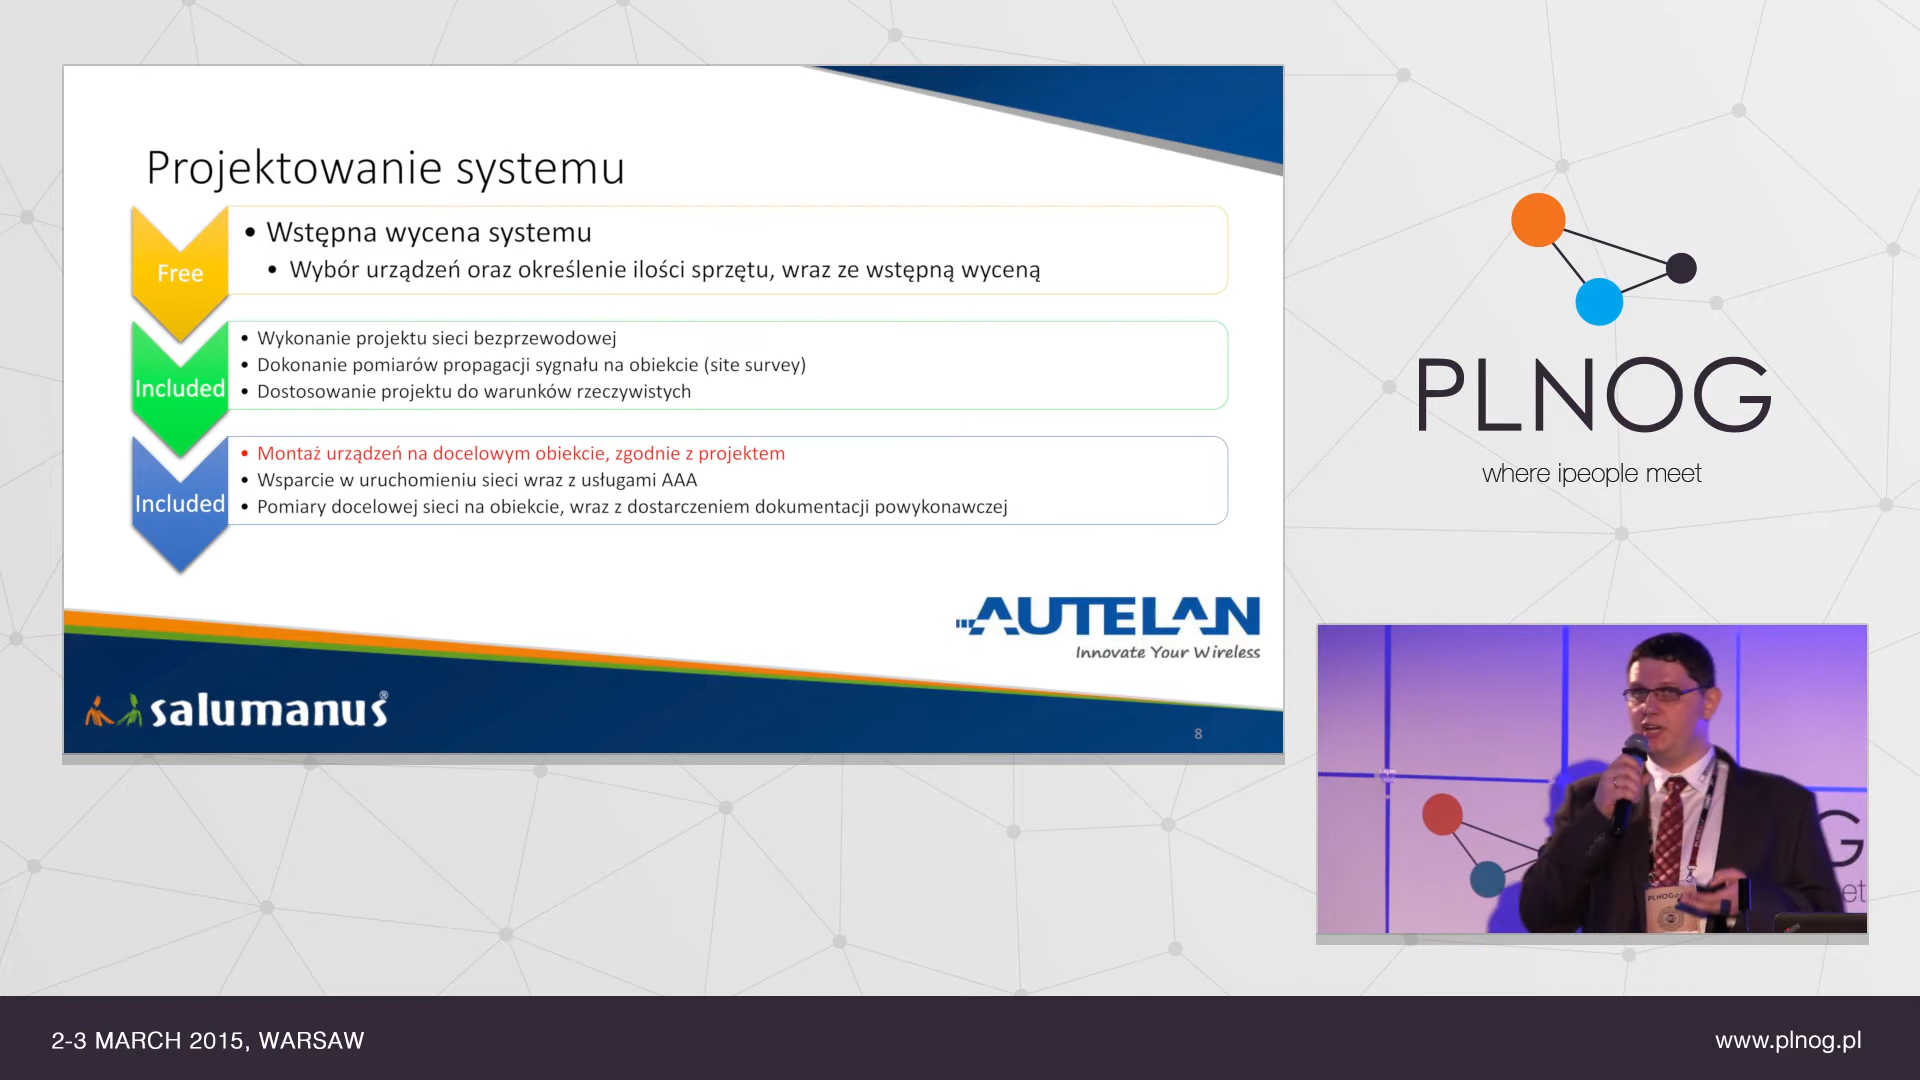 Projektowanie systemu
Free
• Wstępna wycena systemu
• Wybór urządzeń oraz określenie ilości sprzętu, wraz ze wstępną wyceną
Included
• Wykonanie projektu sieci bezprzewodowej
• Dokonanie pomiarów propagacji sygnału na obiekcie (site survey)
• Dostosowanie projektu do warunków rzeczywistych
Included
• Montaż urządzeń na docelowym obiekcie, zgodnie z projektem
• Wsparcie w uruchomieniu sieci wraz z usługami AAA
• Pomiary docelowej sieci na obiekcie, wraz z dostarczeniem dokumentacji powykonawczej
AUTELAN
Innovate Your Wireless
salumanus®
8
PLNOG
where ipeople meet
G
et
PLNOG
2-3 MARCH 2015, WARSAW
www.plnog.pl